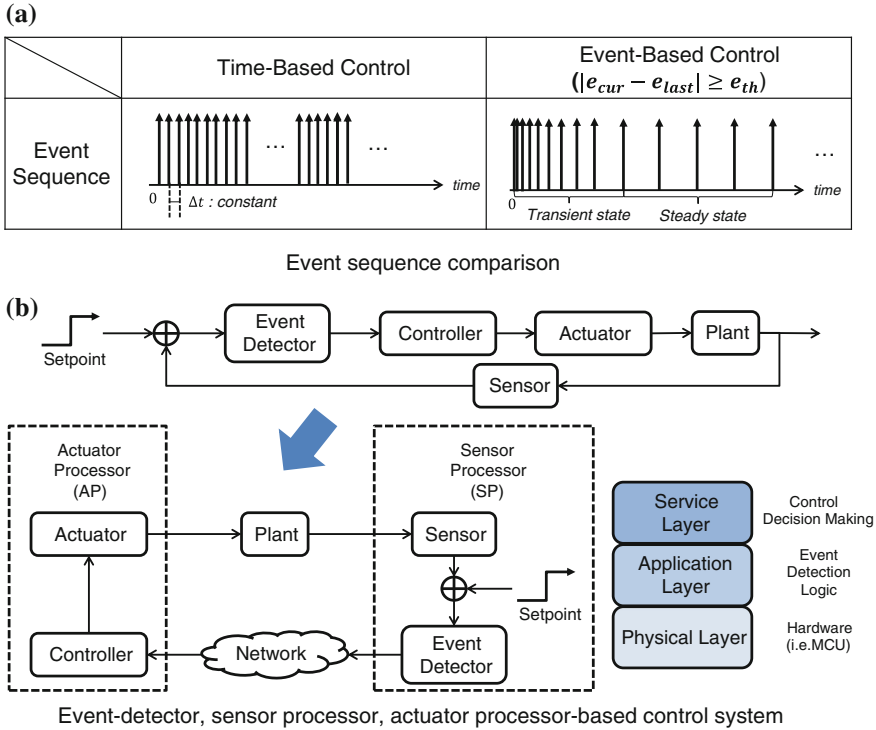 (a)
Time-Based Control
Event-Based Control
(|e_cur − e_last| ≥ e_th)
Event
Sequence
...
...
time
0
Δt : constant
...
time
0
Transient state
Steady state
Event sequence comparison
(b)
Setpoint
Event
Detector
Controller
Actuator
Plant
Sensor
Actuator
Processor
(AP)
Actuator
Controller
Plant
Network
Sensor
Processor
(SP)
Sensor
Setpoint
Event
Detector
Service
Layer
Control
Decision Making
Application
Layer
Event
Detection
Logic
Physical Layer
Hardware
(i.e.MCU)
Event-detector, sensor processor, actuator processor-based control system